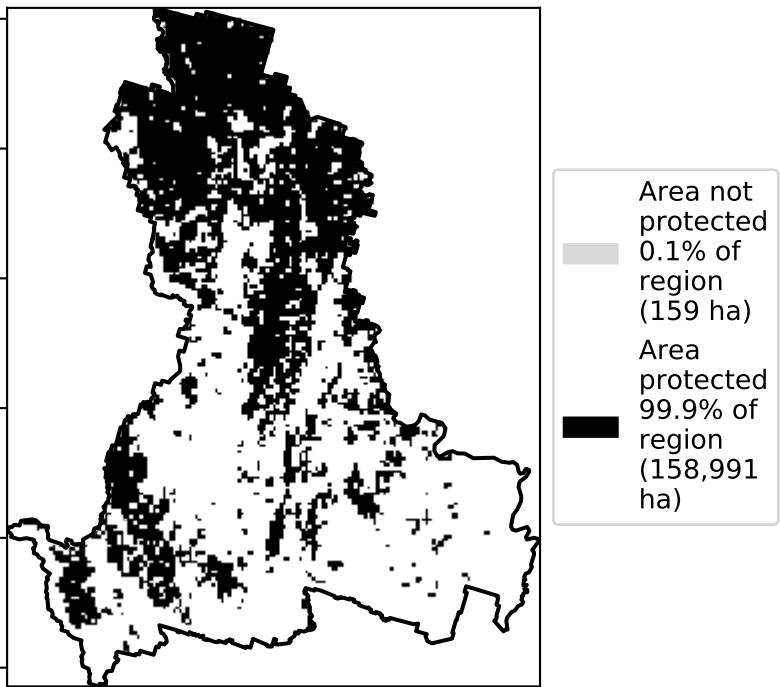 Area not
protected
0.1% of
region
(159 ha)
Area
protected
99.9% of
region
(158,991
ha)